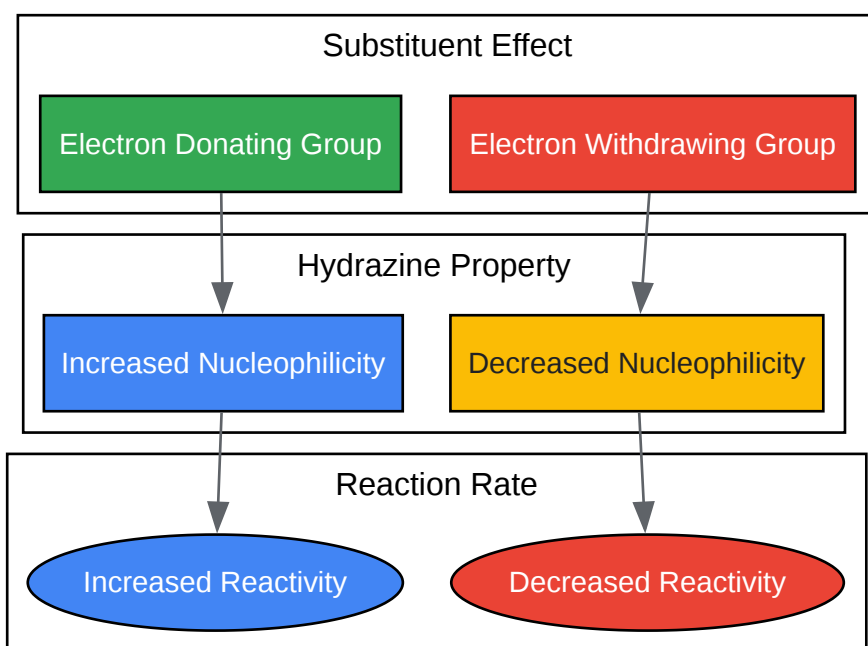 Substituent Effect
Electron Donating Group
Electron Withdrawing Group
Hydrazine Property
Increased Nucleophilicity
Decreased Nucleophilicity
Reaction Rate
Increased Reactivity
Decreased Reactivity